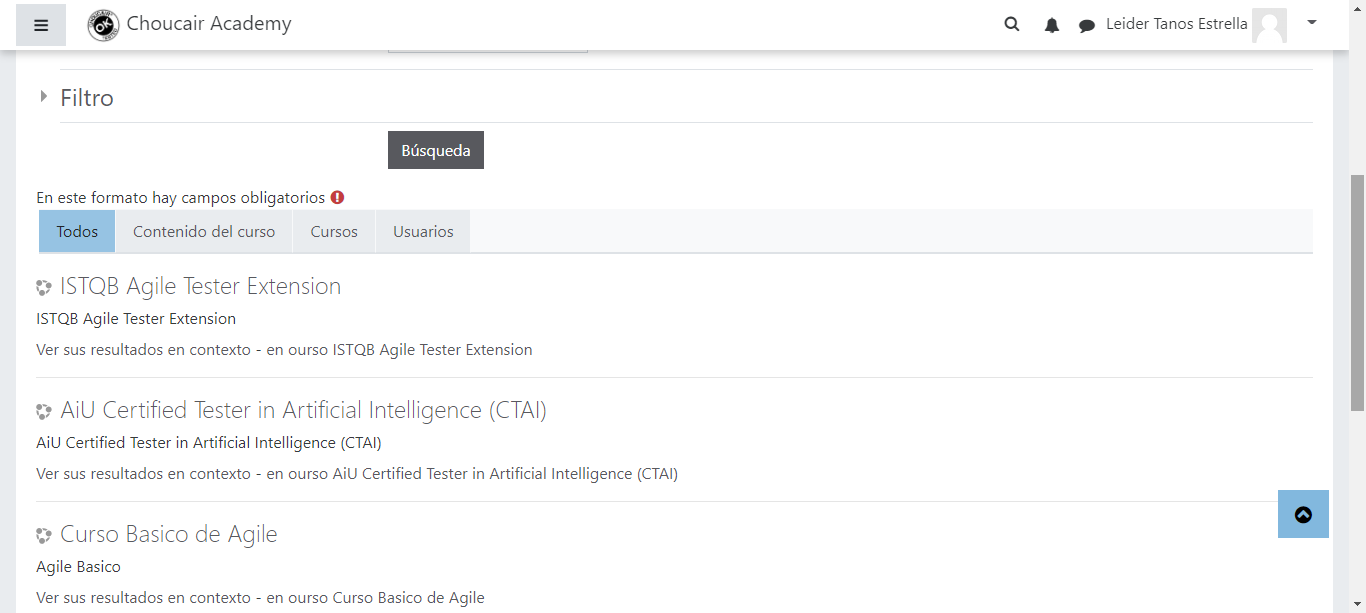 Choucair Academy
Leider Tanos Estrella
Filtro
Búsqueda
En este formato hay campos obligatorios
Todos
Contenido del curso
Cursos
Usuarios
ISTQB Agile Tester Extension
ISTQB Agile Tester Extension
Ver sus resultados en contexto - en ourso ISTQB Agile Tester Extension
AiU Certified Tester in Artificial Intelligence (CTAI)
AiU Certified Tester in Artificial Intelligence (CTAI)
Ver sus resultados en contexto - en ourso AiU Certified Tester in Artificial Intelligence (CTAI)
Curso Basico de Agile
Agile Basico
Ver sus resultados en contexto - en ourso Curso Basico de Agile